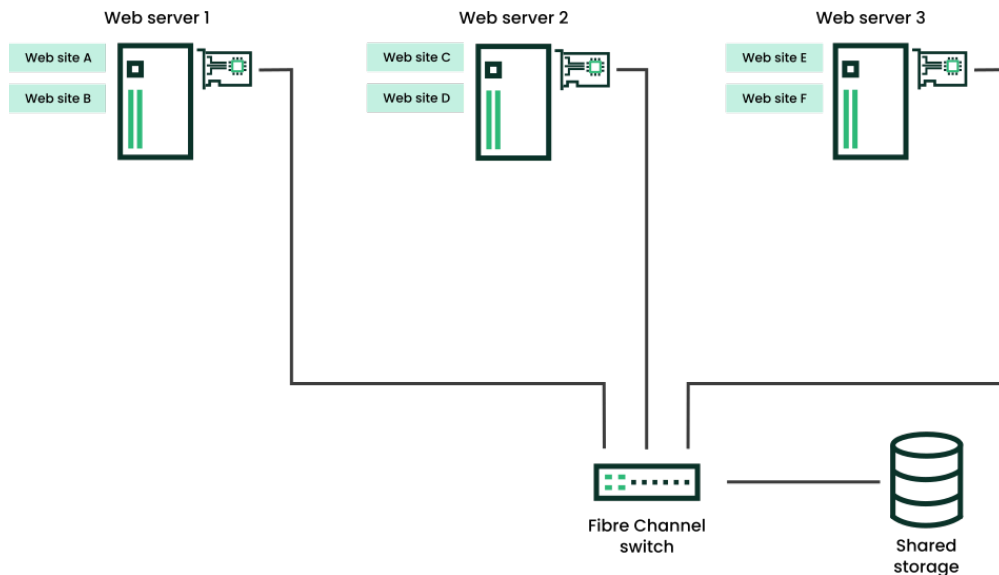 Web server 1
Web server 2
Web server 3
Web site A
Web site B
Web site C
Web site D
Web site E
Web site F
Fibre Channel
switch
Shared
storage